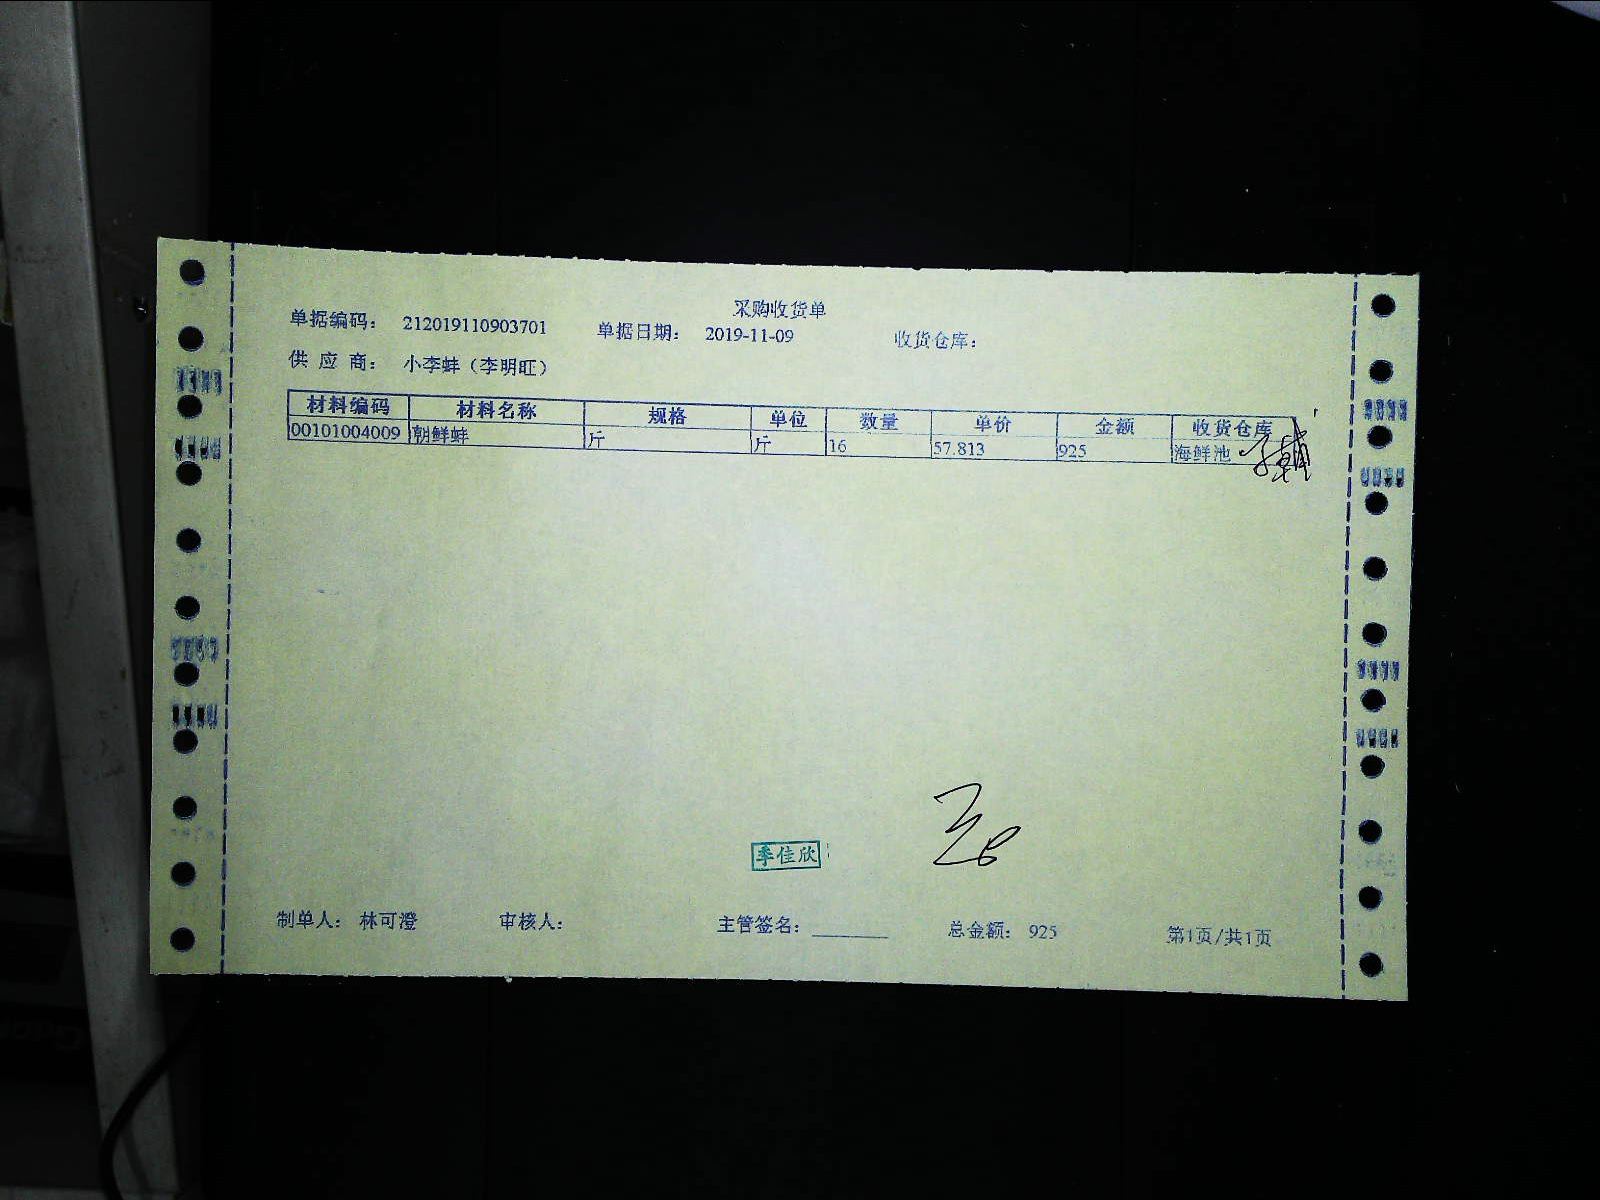 采购收货单
单据编码： 212019110903701 单据日期： 2019-11-09 收货仓库：
供 应 商： 小李蚌（李明旺）
材料编码 材料名称 规格 单位 数量 单价 金额 收货仓库
00101004009 朝鲜蚌 斤 斤 16 57.813 925 海鲜池
季佳欣
制单人： 林可澄 审核人： 主管签名：________ 总金额： 925 第1页/共1页